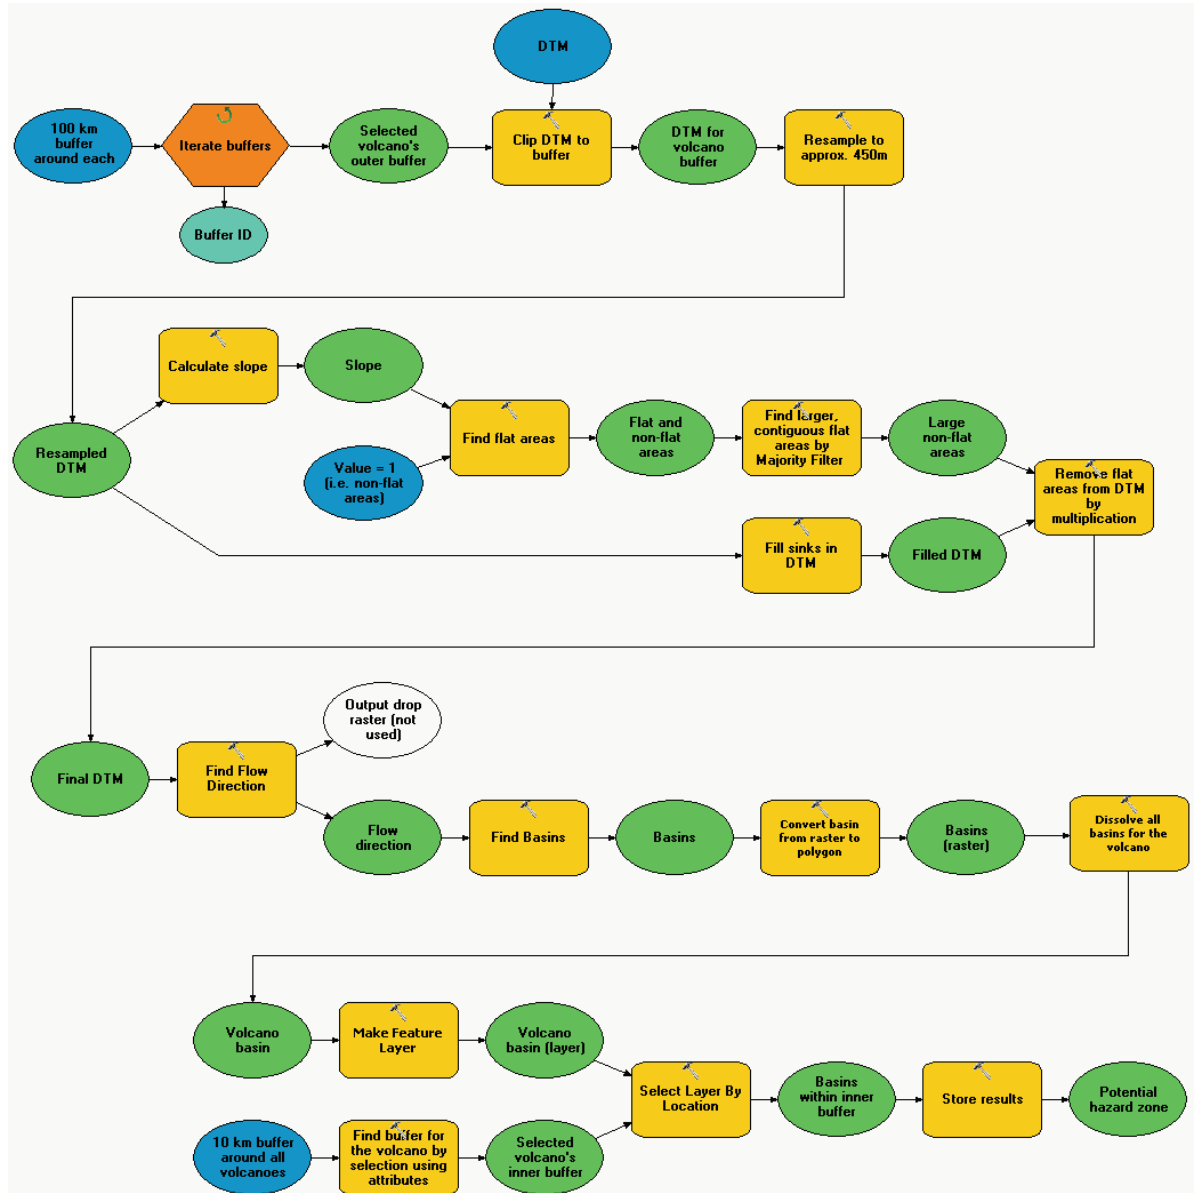 DTM
100 km
buffer
around each
Iterate buffers
Selected
volcano's
outer buffer
Clip DTM to
buffer
DTM for
volcano
buffer
Resample to
approx. 450m
Buffer ID
Calculate slope
Slope
Resampled
DTM
Value = 1
(i.e. non-flat
areas)
Find flat areas
Flat and
non-flat
areas
Find larger,
contiguous flat
areas by
Majority Filter
Large
non-flat
areas
Remove flat
areas from DTM
by
multiplication
Fill sinks in
DTM
Filled DTM
Output drop
raster (not
used)
Final DTM
Find Flow
Direction
Flow
direction
Find Basins
Basins
Convert basin
from raster to
polygon
Basins
(raster)
Dissolve all
basins for the
volcano
Volcano
basin
Make Feature
Layer
Volcano
basin (layer)
Select Layer By
Location
Basins
within inner
buffer
Store results
Potential
hazard zone
10 km buffer
around all
volcanoes
Find buffer for
the volcano by
selection using
attributes
Selected
volcano's
inner buffer